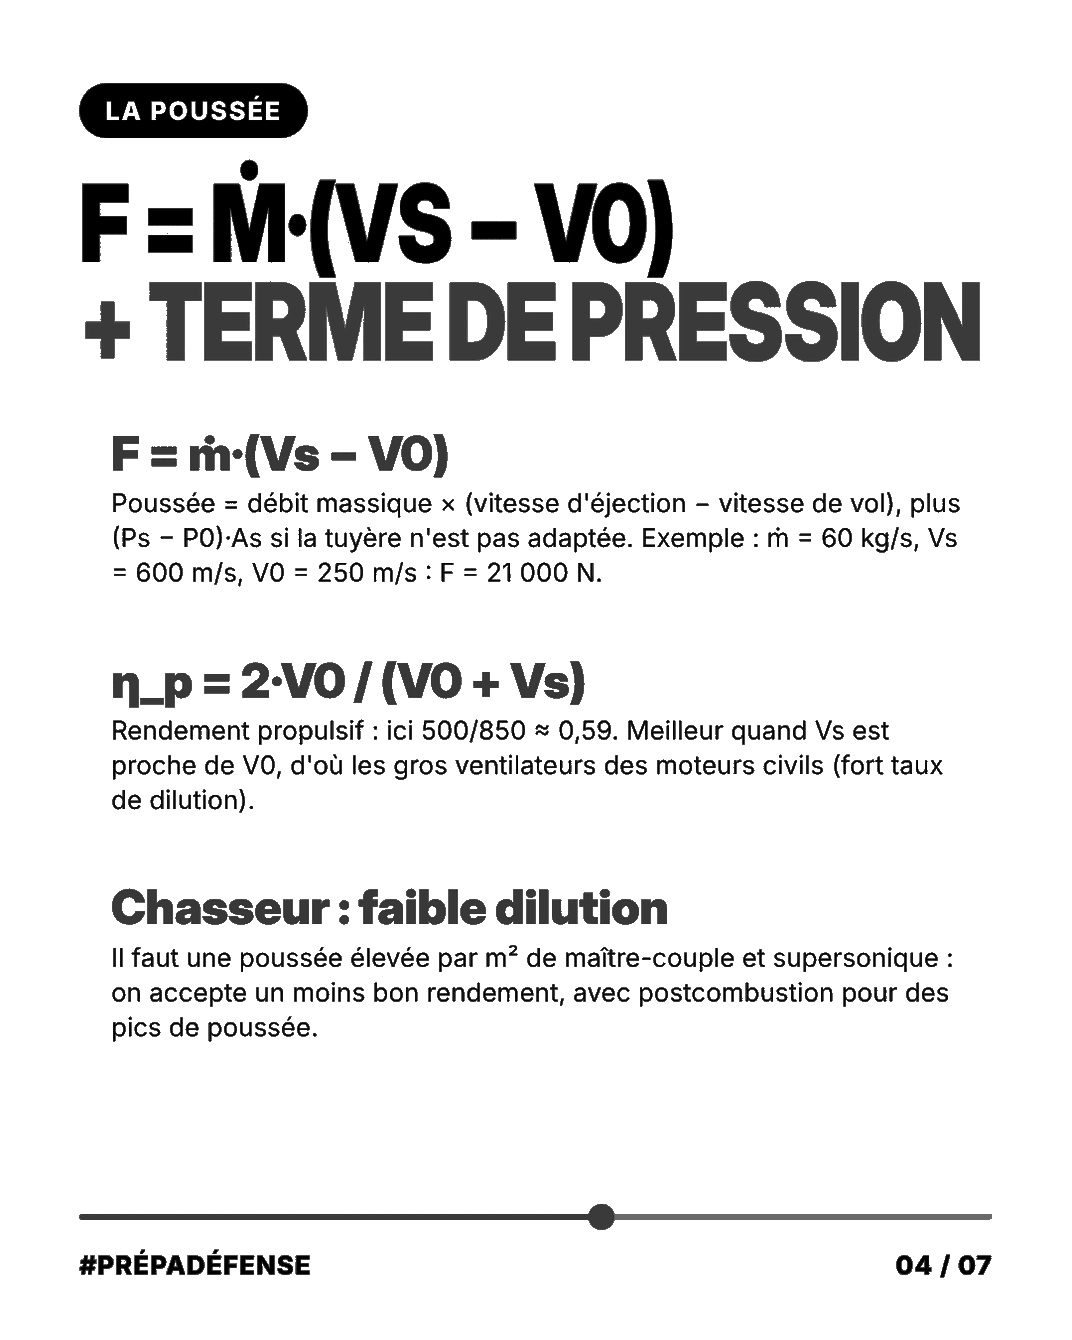 LA POUSSÉE
F = Ṁ·(VS – V0)
+ TERME DE PRESSION
F = ṁ·(Vs – V0)
Poussée = débit massique × (vitesse d'éjection – vitesse de vol), plus
(Ps – P0)·As si la tuyère n'est pas adaptée. Exemple : ṁ = 60 kg/s, Vs
= 600 m/s, V0 = 250 m/s : F = 21 000 N.
η_p = 2·V0 / (V0 + Vs)
Rendement propulsif : ici 500/850 ≈ 0,59. Meilleur quand Vs est
proche de V0, d'où les gros ventilateurs des moteurs civils (fort taux
de dilution).
Chasseur : faible dilution
Il faut une poussée élevée par m² de maître-couple et supersonique :
on accepte un moins bon rendement, avec postcombustion pour des
pics de poussée.
#PRÉPADÉFENSE
04 / 07